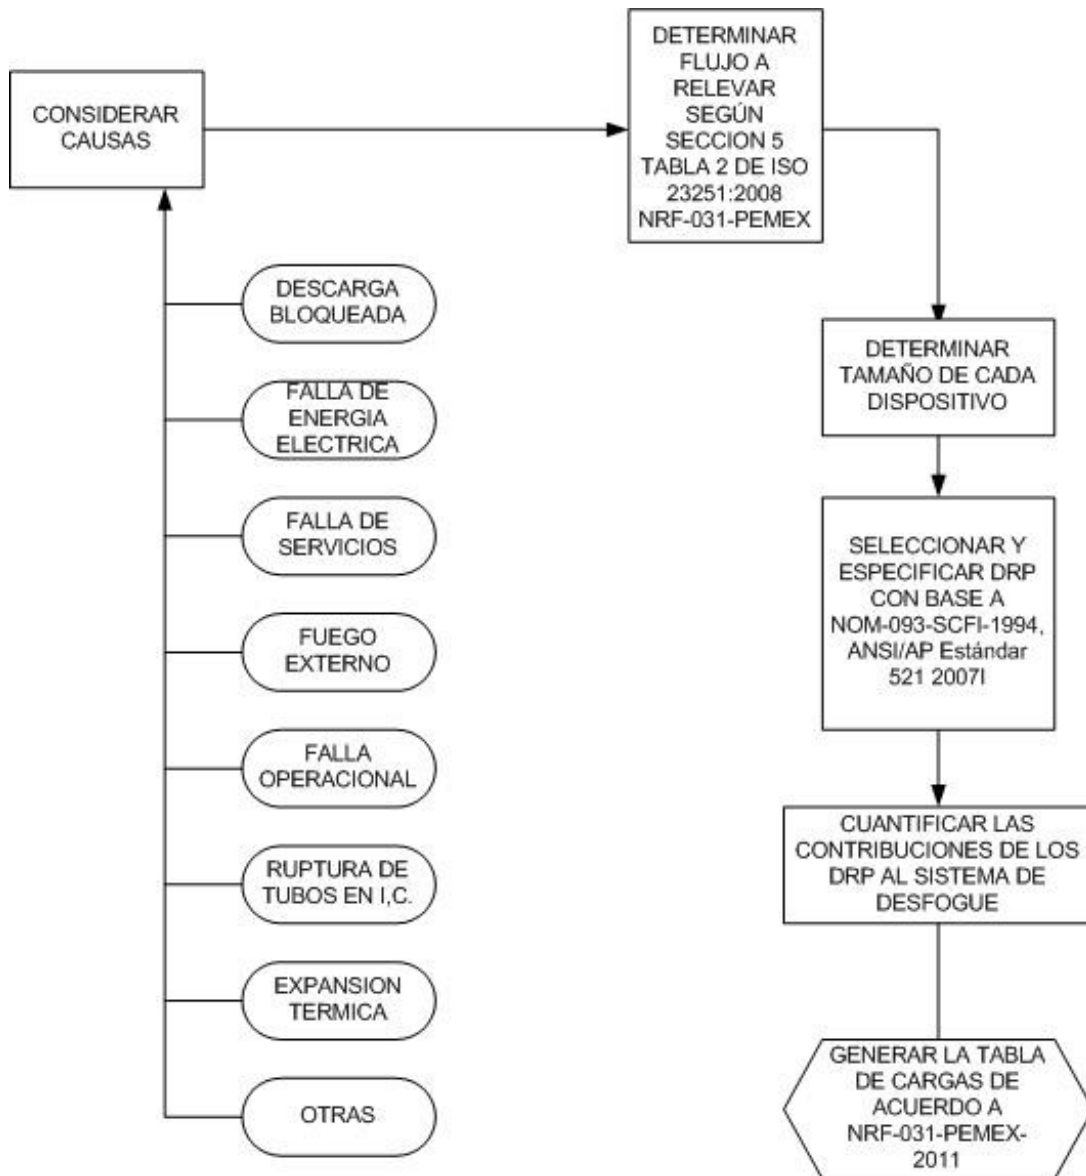 CONSIDERAR
CAUSAS
DESCARGA
BLOQUEADA
FALLA DE
ENERGIA
ELECTRICA
FALLA DE
SERVICIOS
FUEGO
EXTERNO
FALLA
OPERACIONAL
RUPTURA DE
TUBOS EN I,C.
EXPANSION
TERMICA
OTRAS
DETERMINAR
FLUJO A
RELEVAR
SEGÚN
SECCION 5
TABLA 2 DE ISO
23251:2008
NRF-031-PEMEX
DETERMINAR
TAMAÑO DE CADA
DISPOSITIVO
SELECCIONAR Y
ESPECIFICAR DRP
CON BASE A
NOM-093-SCFI-1994,
ANSI/AP Estándar
521 2007I
CUANTIFICAR LAS
CONTRIBUCIONES DE LOS
DRP AL SISTEMA DE
DESFOGUE
GENERAR LA TABLA
DE CARGAS DE
ACUERDO A
NRF-031-PEMEX-
2011